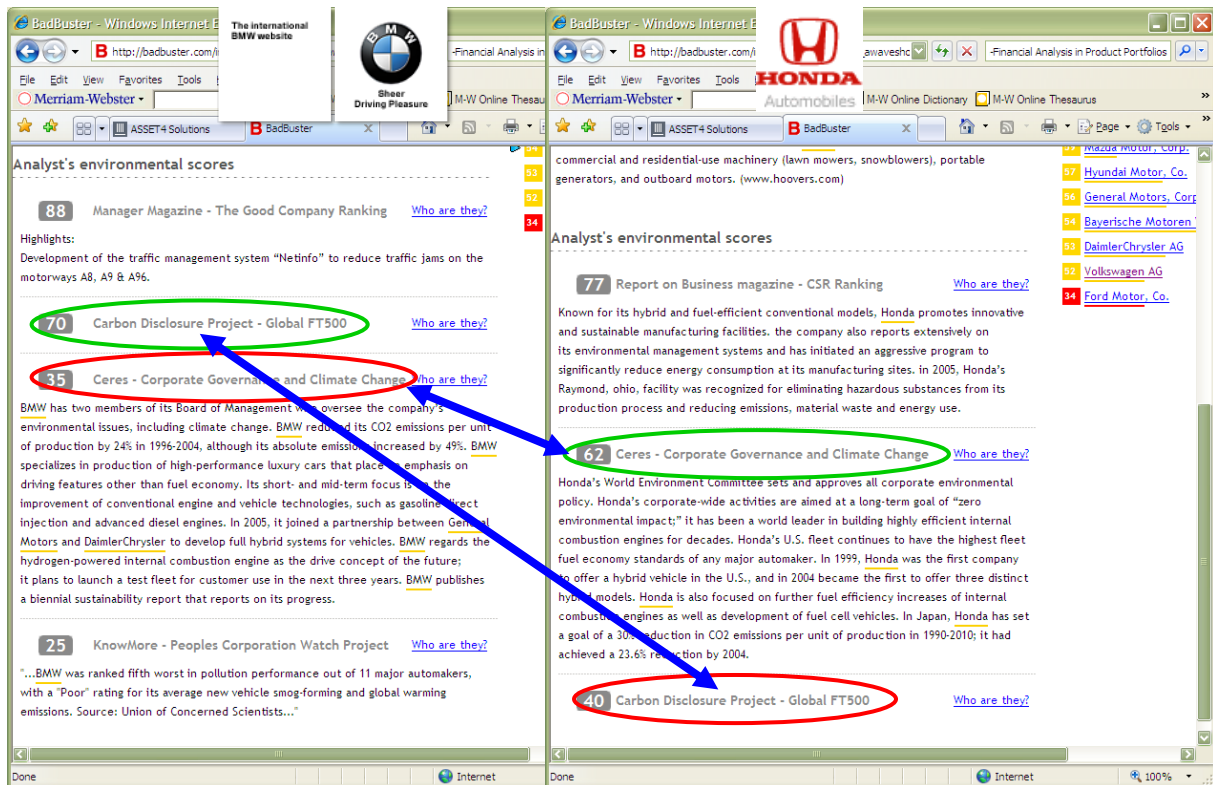 BadBuster - Windows Internet E
The international
BMW website
BMW
Sheer
Driving Pleasure
http://badbuster.com/i
-Financial Analysis in
File Edit View Favorites Tools
Merriam-Webster
M-W Online Thesau
ASSET4 Solutions
BadBuster
Analyst's environmental scores
54
53
52
34
88 Manager Magazine - The Good Company Ranking Who are they?
Highlights:
Development of the traffic management system “Netinfo” to reduce traffic jams on the
motorways A8, A9 & A96.
70 Carbon Disclosure Project - Global FT500 Who are they?
35 Ceres - Corporate Governance and Climate Change Who are they?
BMW has two members of its Board of Management who oversee the company's
environmental issues, including climate change. BMW reduced its CO2 emissions per unit
of production by 24% in 1996-2004, although its absolute emissions increased by 49%. BMW
specializes in production of high-performance luxury cars that place an emphasis on
driving features other than fuel economy. Its short- and mid-term focus is on the
improvement of conventional engine and vehicle technologies, such as gasoline direct
injection and advanced diesel engines. In 2005, it joined a partnership between General
Motors and DaimlerChrysler to develop full hybrid systems for vehicles. BMW regards the
hydrogen-powered internal combustion engine as the drive concept of the future;
it plans to launch a test fleet for customer use in the next three years. BMW publishes
a biennial sustainability report that reports on its progress.
25 KnowMore - Peoples Corporation Watch Project Who are they?
"...BMW was ranked fifth worst in pollution performance out of 11 major automakers,
with a "Poor" rating for its average new vehicle smog-forming and global warming
emissions. Source: Union of Concerned Scientists..."
Done
Internet
BadBuster - Windows Internet E
HONDA
Automobiles
http://badbuster.com/i
_awavesho
-Financial Analysis in Product Portfolios
File Edit View Favorites Tools
Merriam-Webster
M-W Online Dictionary M-W Online Thesaurus
ASSET4 Solutions
BadBuster
Page Tools
commercial and residential-use machinery (lawn mowers, snowblowers), portable
generators, and outboard motors. (www.hoovers.com)
Mazda Motor, Corp.
57 Hyundai Motor, Co.
56 General Motors, Corp
54 Bayerische Motoren
53 DaimlerChrysler AG
52 Volkswagen AG
34 Ford Motor, Co.
Analyst's environmental scores
77 Report on Business magazine - CSR Ranking Who are they?
Known for its hybrid and fuel-efficient conventional models, Honda promotes innovative
and sustainable manufacturing facilities. the company also reports extensively on
its environmental management systems and has initiated an aggressive program to
significantly reduce energy consumption at its manufacturing sites. in 2005, Honda's
Raymond, ohio, facility was recognized for eliminating hazardous substances from its
production process and reducing emissions, material waste and energy use.
62 Ceres - Corporate Governance and Climate Change Who are they?
Honda's World Environment Committee sets and approves all corporate environmental
policy. Honda's corporate-wide activities are aimed at a long-term goal of “zero
environmental impact;” it has been a world leader in building highly efficient internal
combustion engines for decades. Honda's U.S. fleet continues to have the highest fleet
fuel economy standards of any major automaker. In 1999, Honda was the first company
to offer a hybrid vehicle in the U.S., and in 2004 became the first to offer three distinct
hybrid models. Honda is also focused on further fuel efficiency increases of internal
combustion engines as well as development of fuel cell vehicles. In Japan, Honda has set
a goal of a 30% reduction in CO2 emissions per unit of production in 1990-2010; it had
achieved a 23.6% reduction by 2004.
40 Carbon Disclosure Project - Global FT500 Who are they?
Done
Internet
100%